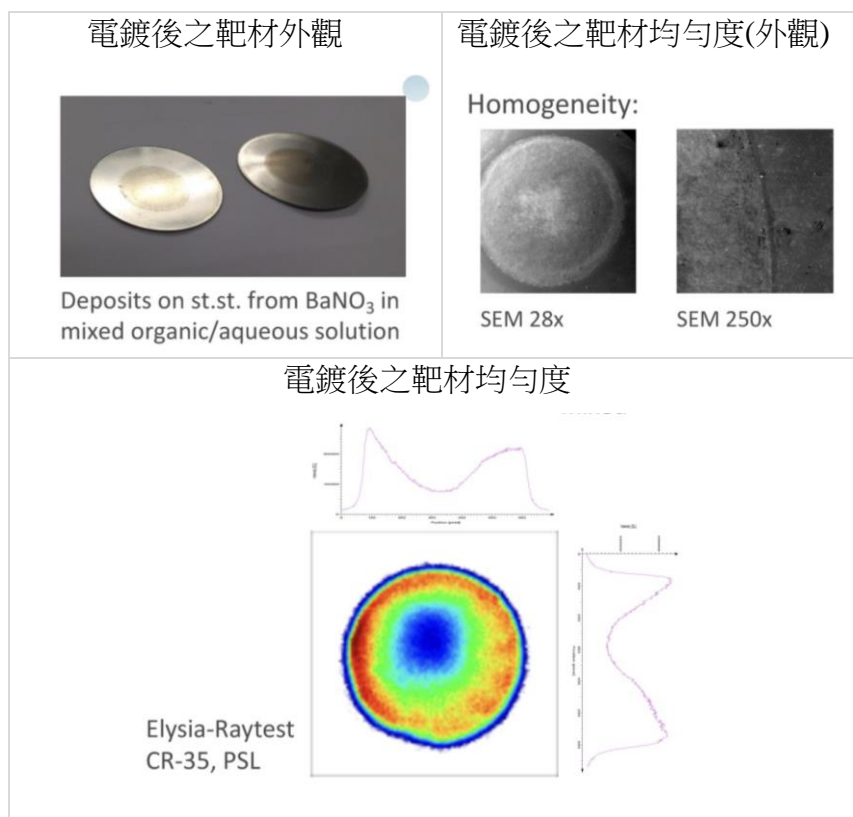 電鍍後之靶材外觀
電鍍後之靶材均勻度(外觀)
Homogeneity:
Deposits on st.st. from BaNO₃ in
mixed organic/aqueous solution
SEM 28x
SEM 250x
電鍍後之靶材均勻度
Elysia-Raytest
CR-35, PSL